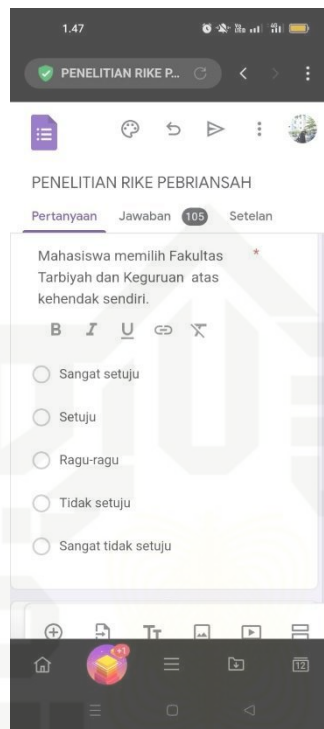 1.47
PENELITIAN RIKE P...
PENELITIAN RIKE PEBRIANSAH
Pertanyaan Jawaban 105 Setelan
Mahasiswa memilih Fakultas *
Tarbiyah dan Keguruan atas
kehendak sendiri.
B I U
Sangat setuju
Setuju
Ragu-ragu
Tidak setuju
Sangat tidak setuju
Tт
+1
12